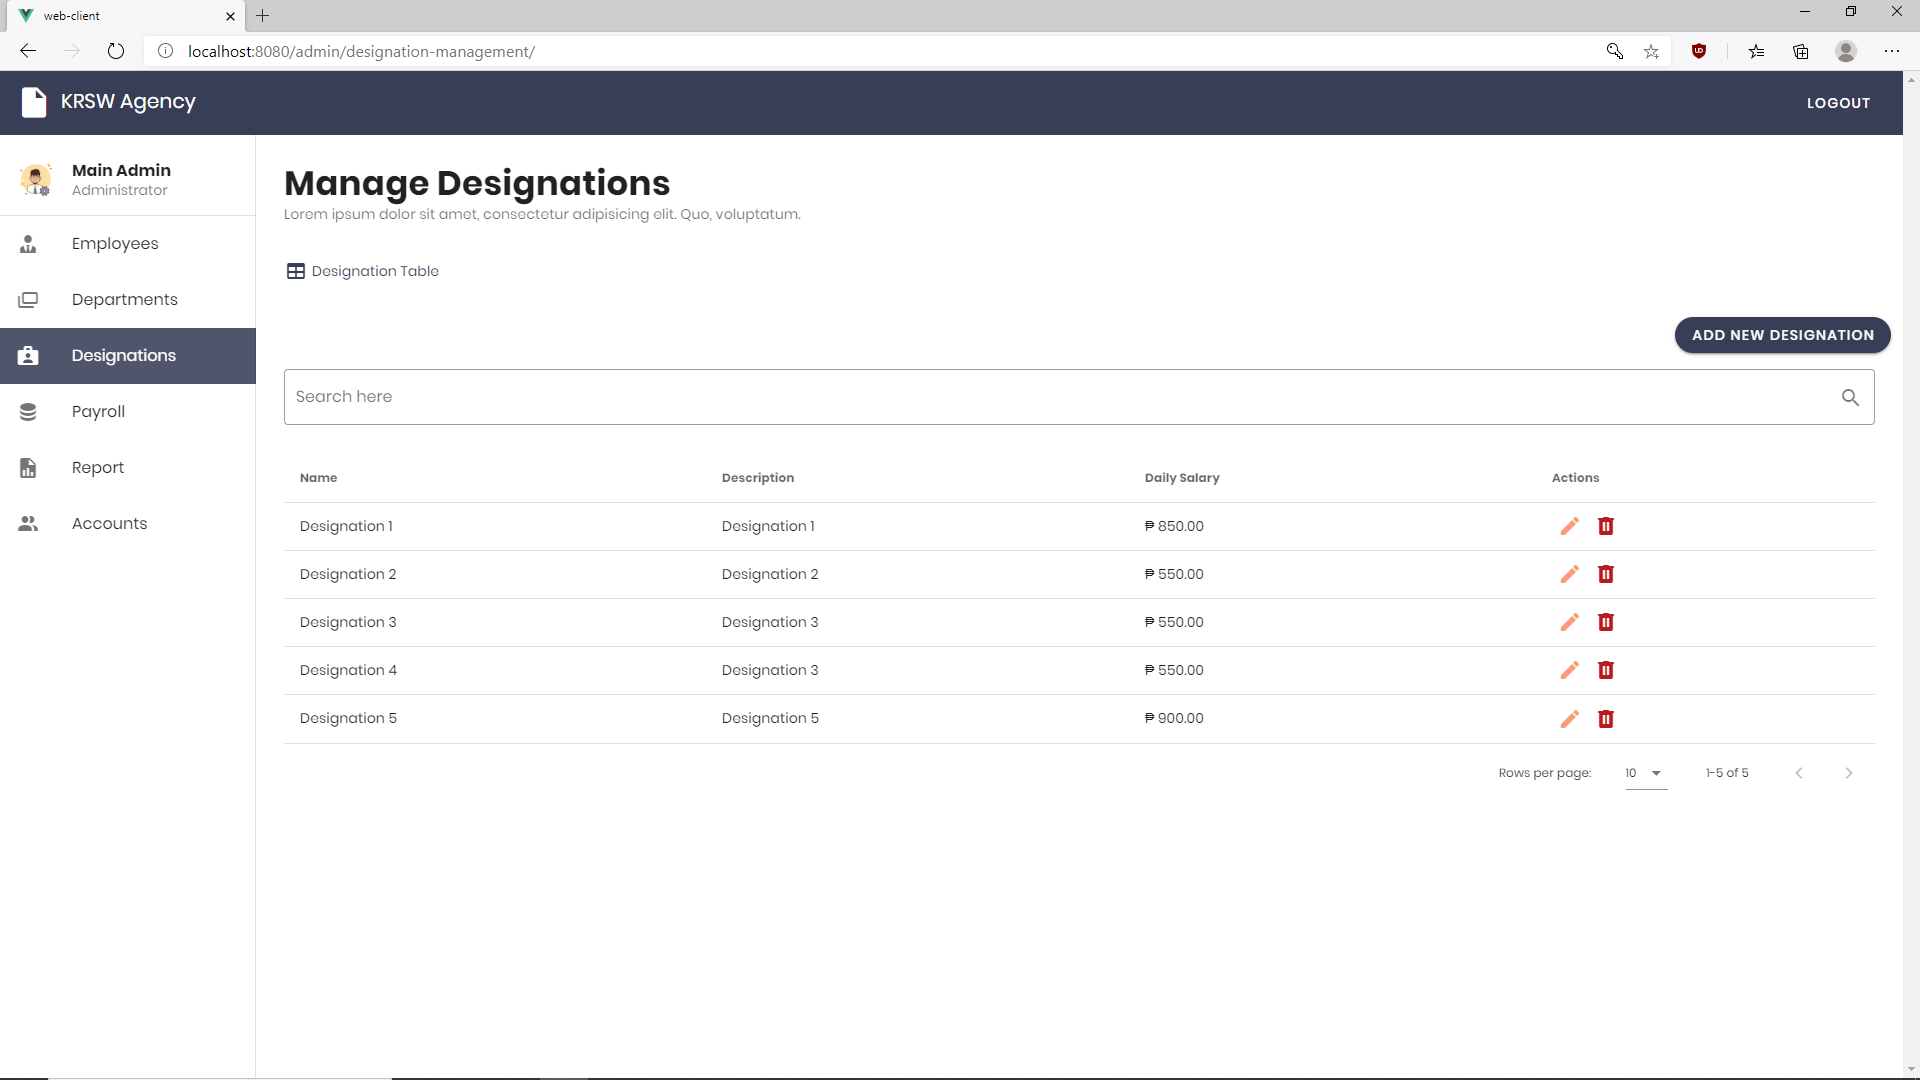 web-client
localhost:8080/admin/designation-management/
KRSW Agency
LOGOUT
Main Admin
Administrator
Employees
Departments
Designations
Payroll
Report
Accounts
Manage Designations
Lorem ipsum dolor sit amet, consectetur adipisicing elit. Quo, voluptatum.
Designation Table
ADD NEW DESIGNATION
Search here
Name Description Daily Salary Actions
Designation 1 Designation 1 ₱ 850.00
Designation 2 Designation 2 ₱ 550.00
Designation 3 Designation 3 ₱ 550.00
Designation 4 Designation 3 ₱ 550.00
Designation 5 Designation 5 ₱ 900.00
Rows per page: 10 1-5 of 5